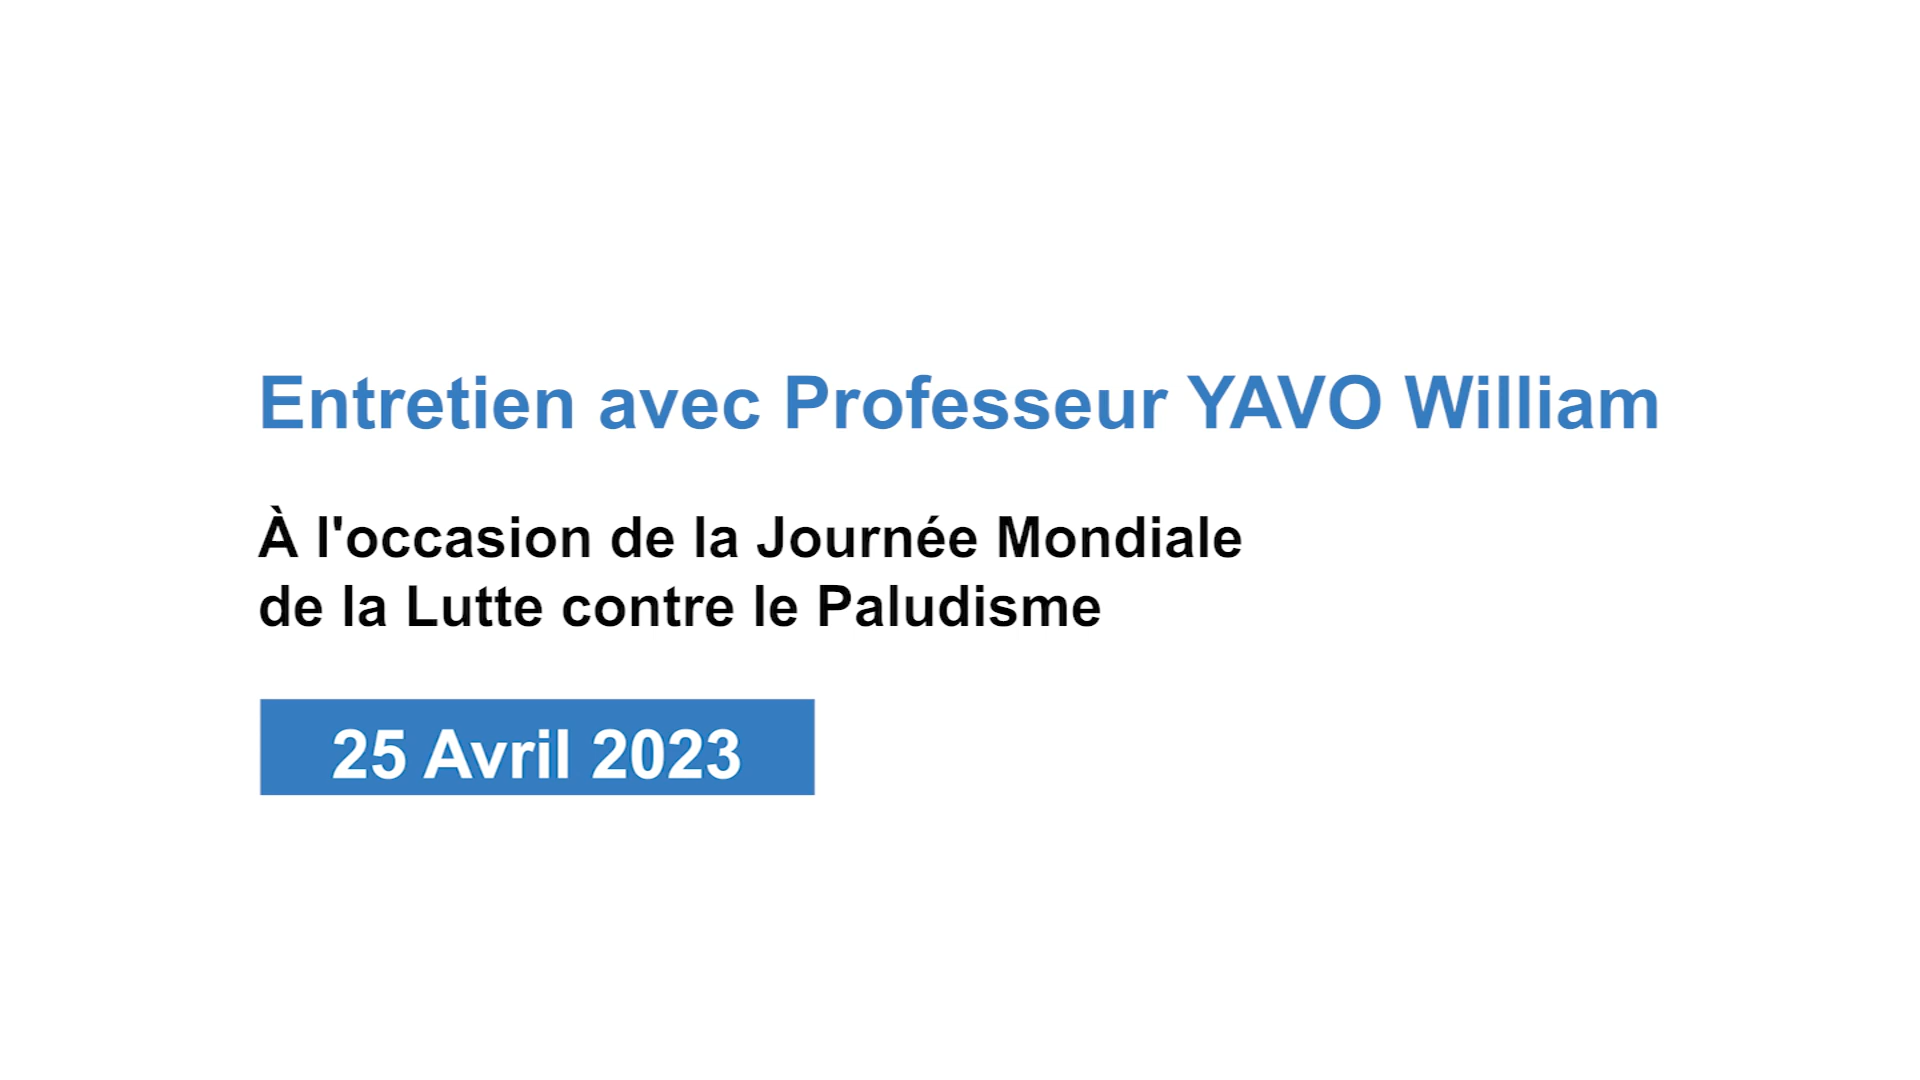 Entretien avec Professeur YAVO William
À l'occasion de la Journée Mondiale
de la Lutte contre le Paludisme
25 Avril 2023